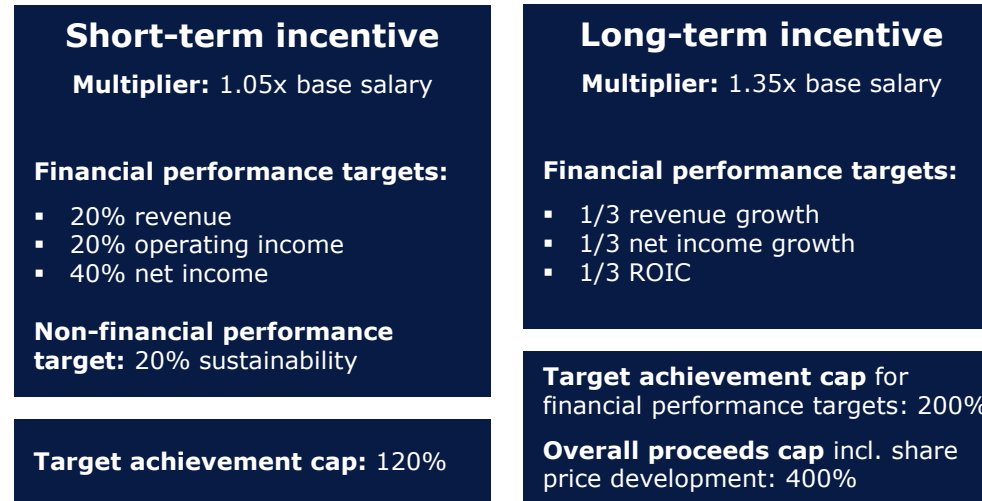 Short-term incentive
Multiplier: 1.05x base salary
Financial performance targets:
▪ 20% revenue
▪ 20% operating income
▪ 40% net income
Non-financial performance
target: 20% sustainability
Target achievement cap: 120%
Long-term incentive
Multiplier: 1.35x base salary
Financial performance targets:
▪ 1/3 revenue growth
▪ 1/3 net income growth
▪ 1/3 ROIC
Target achievement cap for
financial performance targets: 200%
Overall proceeds cap incl. share
price development: 400%